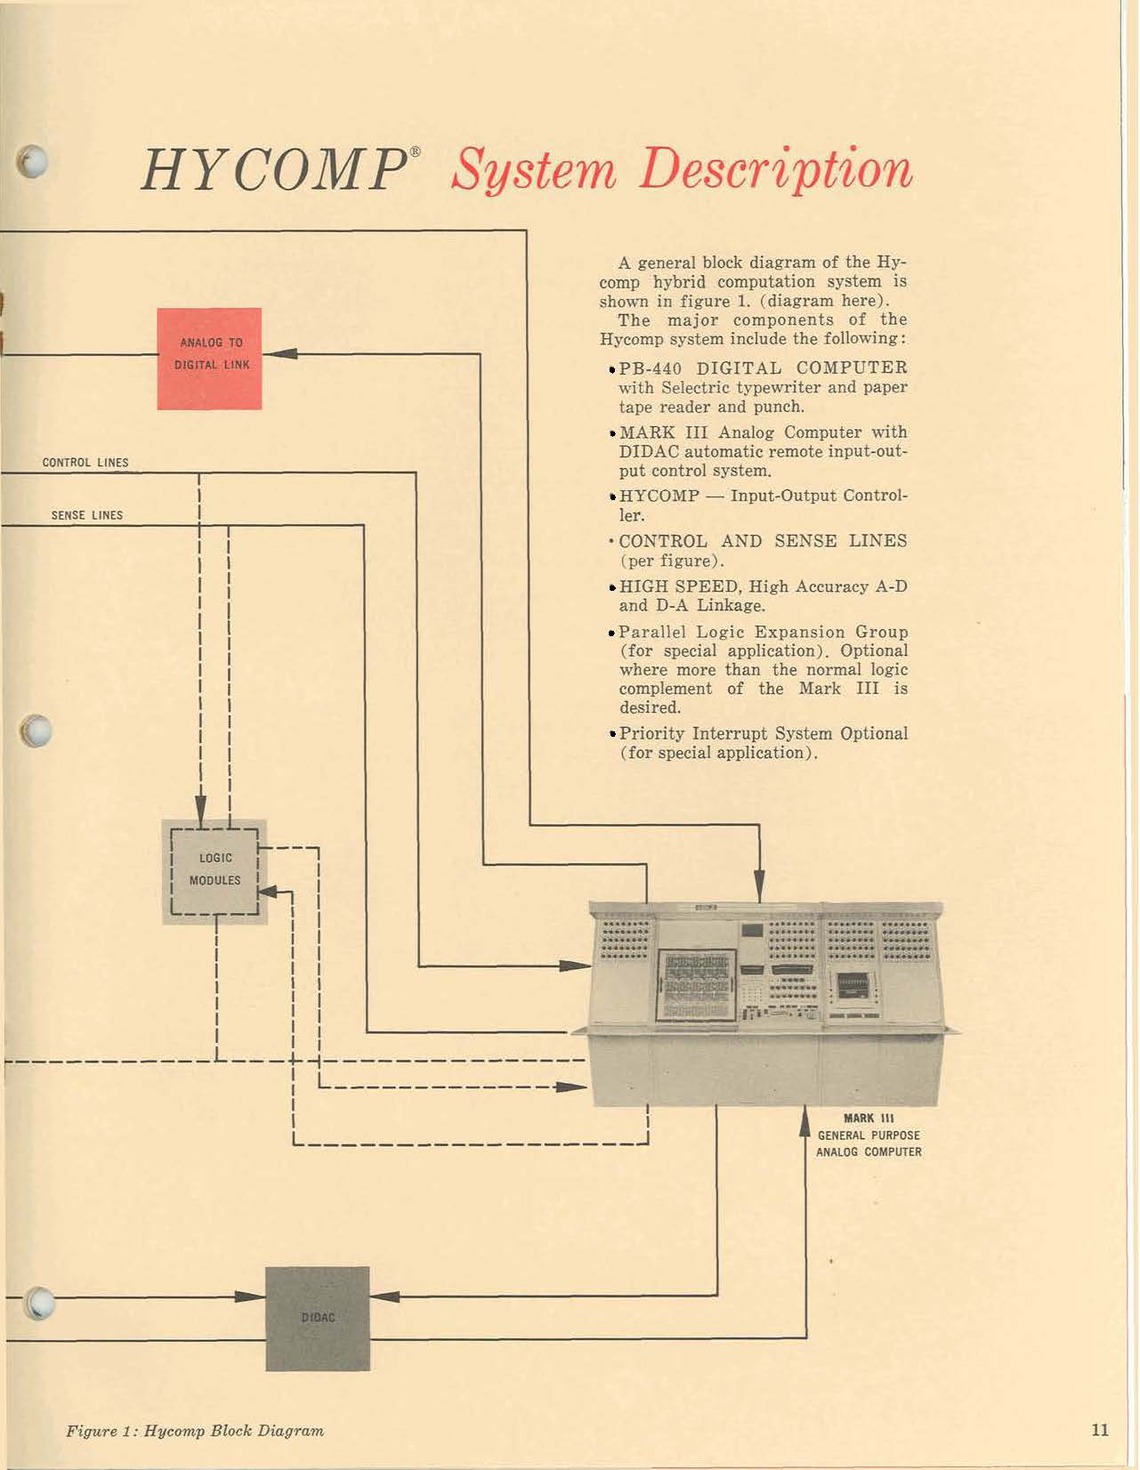 HYCOMP® System Description
A general block diagram of the Hy-
comp hybrid computation system is
shown in figure 1. (diagram here).
The major components of the
Hycomp system include the following:
•PB-440 DIGITAL COMPUTER
with Selectric typewriter and paper
tape reader and punch.
•MARK III Analog Computer with
DIDAC automatic remote input-out-
put control system.
•HYCOMP — Input-Output Control-
ler.
•CONTROL AND SENSE LINES
(per figure).
•HIGH SPEED, High Accuracy A-D
and D-A Linkage.
•Parallel Logic Expansion Group
(for special application). Optional
where more than the normal logic
complement of the Mark III is
desired.
•Priority Interrupt System Optional
(for special application).
ANALOG TO
DIGITAL LINK
CONTROL LINES
SENSE LINES
LOGIC
MODULES
MARK III
GENERAL PURPOSE
ANALOG COMPUTER
DIDAC
Figure 1: Hycomp Block Diagram
11